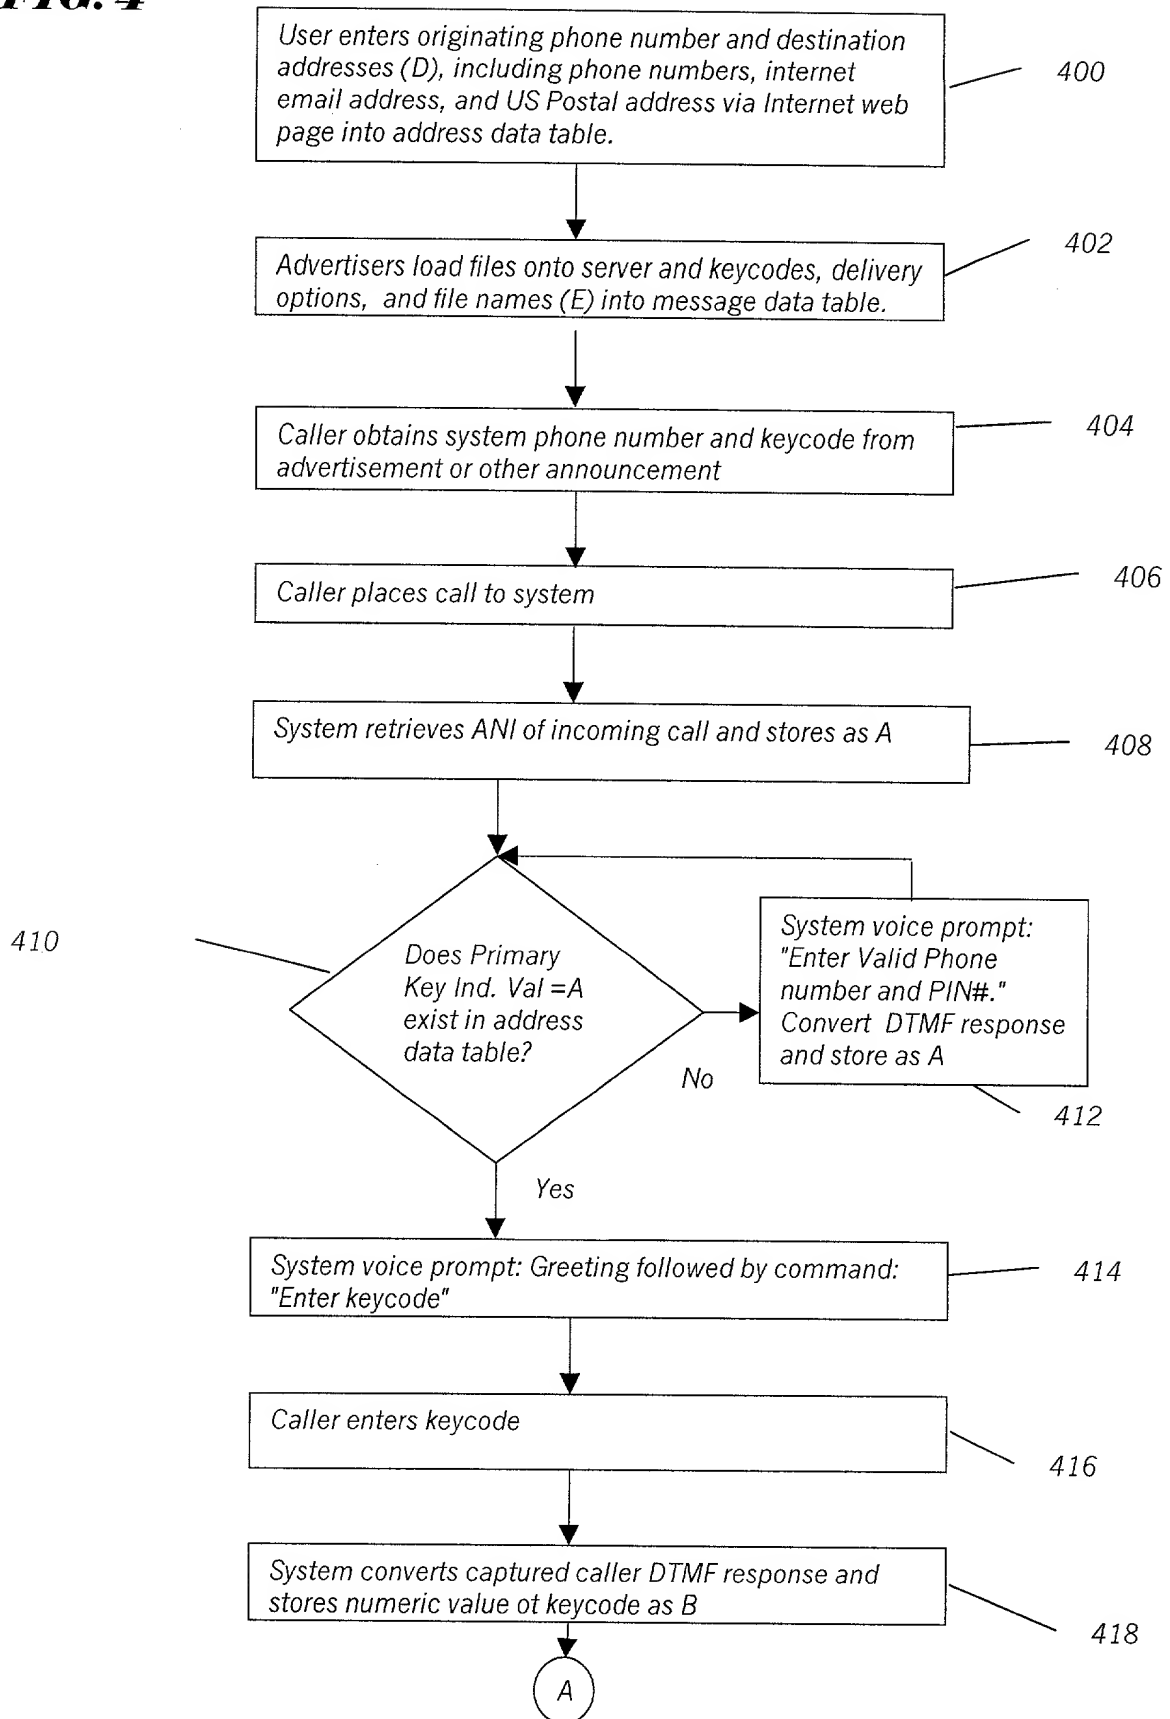 FIG. 4
User enters originating phone number and destination
addresses (D), including phone numbers, internet
email address, and US Postal address via Internet web
page into address data table.
400
Advertisers load files onto server and keycodes, delivery
options, and file names (E) into message data table.
402
Caller obtains system phone number and keycode from
advertisement or other announcement
404
Caller places call to system
406
System retrieves ANI of incoming call and stores as A
408
410
Does Primary
Key Ind. Val =A
exist in address
data table?
No
System voice prompt:
"Enter Valid Phone
number and PIN#."
Convert DTMF response
and store as A
412
Yes
System voice prompt: Greeting followed by command:
"Enter keycode"
414
Caller enters keycode
416
System converts captured caller DTMF response and
stores numeric value of keycode as B
418
A